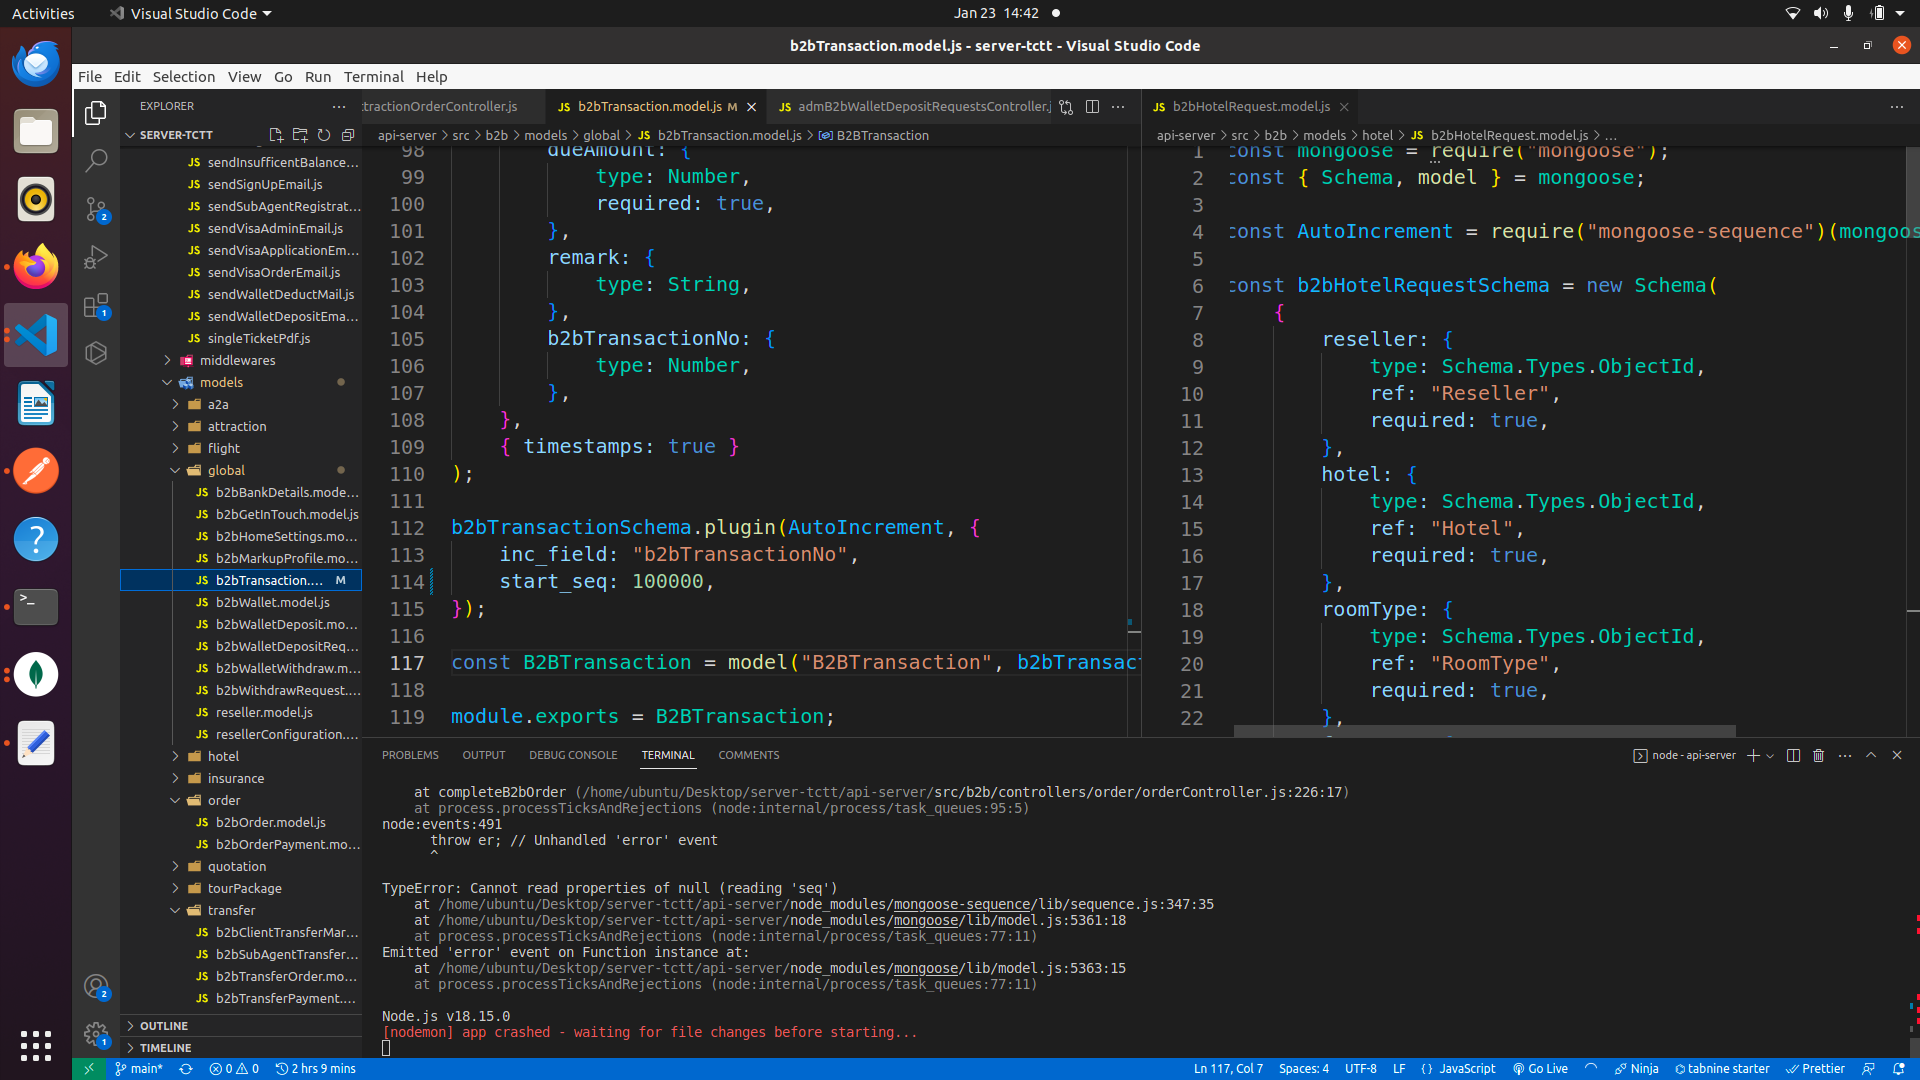 Activities
Visual Studio Code
Jan 23 14:42
b2bTransaction.model.js - server-tctt - Visual Studio Code
File Edit Selection View Go Run Terminal Help
EXPLORER
SERVER-TCTT
JS sendInsufficentBalance...
JS sendSignUpEmail.js
JS sendSubAgentRegistrat...
JS sendVisaAdminEmail.js
JS sendVisaApplicationEm...
JS sendVisaOrderEmail.js
JS sendWalletDeductMail.js
JS sendWalletDepositEma...
JS singleTicketPdf.js
middlewares
models
a2a
attraction
flight
global
JS b2bBankDetails.mode...
JS b2bGetInTouch.model.js
JS b2bHomeSettings.mo...
JS b2bMarkupProfile.mo...
JS b2bTransaction.... M
JS b2bWallet.model.js
JS b2bWalletDeposit.mo...
JS b2bWalletDepositReq...
JS b2bWalletWithdraw.m...
JS b2bWithdrawRequest....
JS reseller.model.js
JS resellerConfiguration....
hotel
insurance
order
JS b2bOrder.model.js
JS b2bOrderPayment.mo...
quotation
tourPackage
transfer
JS b2bClientTransferMar...
JS b2bSubAgentTransfer...
JS b2bTransferOrder.mo...
JS b2bTransferPayment....
OUTLINE
TIMELINE
tractionOrderController.js
JS b2bTransaction.model.js M
JS admB2bWalletDepositRequestsController.j
api-server > src > b2b > models > global > JS b2bTransaction.model.js > B2BTransaction
98 dueAmount: {
99 type: Number,
100 required: true,
101 },
102 remark: {
103 type: String,
104 },
105 b2bTransactionNo: {
106 type: Number,
107 },
108 },
109 { timestamps: true }
110 );
111
112 b2bTransactionSchema.plugin(AutoIncrement, {
113 inc_field: "b2bTransactionNo",
114 start_seq: 100000,
115 });
116
117 const B2BTransaction = model("B2BTransaction", b2bTransact
118
119 module.exports = B2BTransaction;
JS b2bHotelRequest.model.js
api-server > src > b2b > models > hotel > JS b2bHotelRequest.model.js > ...
1 const mongoose = require("mongoose");
2 const { Schema, model } = mongoose;
3
4 const AutoIncrement = require("mongoose-sequence")(mongoos
5
6 const b2bHotelRequestSchema = new Schema(
7 {
8 reseller: {
9 type: Schema.Types.ObjectId,
10 ref: "Reseller",
11 required: true,
12 },
13 hotel: {
14 type: Schema.Types.ObjectId,
15 ref: "Hotel",
16 required: true,
17 },
18 roomType: {
19 type: Schema.Types.ObjectId,
20 ref: "RoomType",
21 required: true,
22 },
PROBLEMS OUTPUT DEBUG CONSOLE TERMINAL COMMENTS
node - api-server
at completeB2bOrder (/home/ubuntu/Desktop/server-tctt/api-server/src/b2b/controllers/order/orderController.js:226:17)
at process.processTicksAndRejections (node:internal/process/task_queues:95:5)
node:events:491
throw er; // Unhandled 'error' event
^
TypeError: Cannot read properties of null (reading 'seq')
at /home/ubuntu/Desktop/server-tctt/api-server/node_modules/mongoose-sequence/lib/sequence.js:347:35
at /home/ubuntu/Desktop/server-tctt/api-server/node_modules/mongoose/lib/model.js:5361:18
at process.processTicksAndRejections (node:internal/process/task_queues:77:11)
Emitted 'error' event on Function instance at:
at /home/ubuntu/Desktop/server-tctt/api-server/node_modules/mongoose/lib/model.js:5363:15
at process.processTicksAndRejections (node:internal/process/task_queues:77:11)
Node.js v18.15.0
[nodemon] app crashed - waiting for file changes before starting...
main* 0 0 2 hrs 9 mins
Ln 117, Col 7 Spaces: 4 UTF-8 LF {} JavaScript Go Live Ninja tabnine starter Prettier